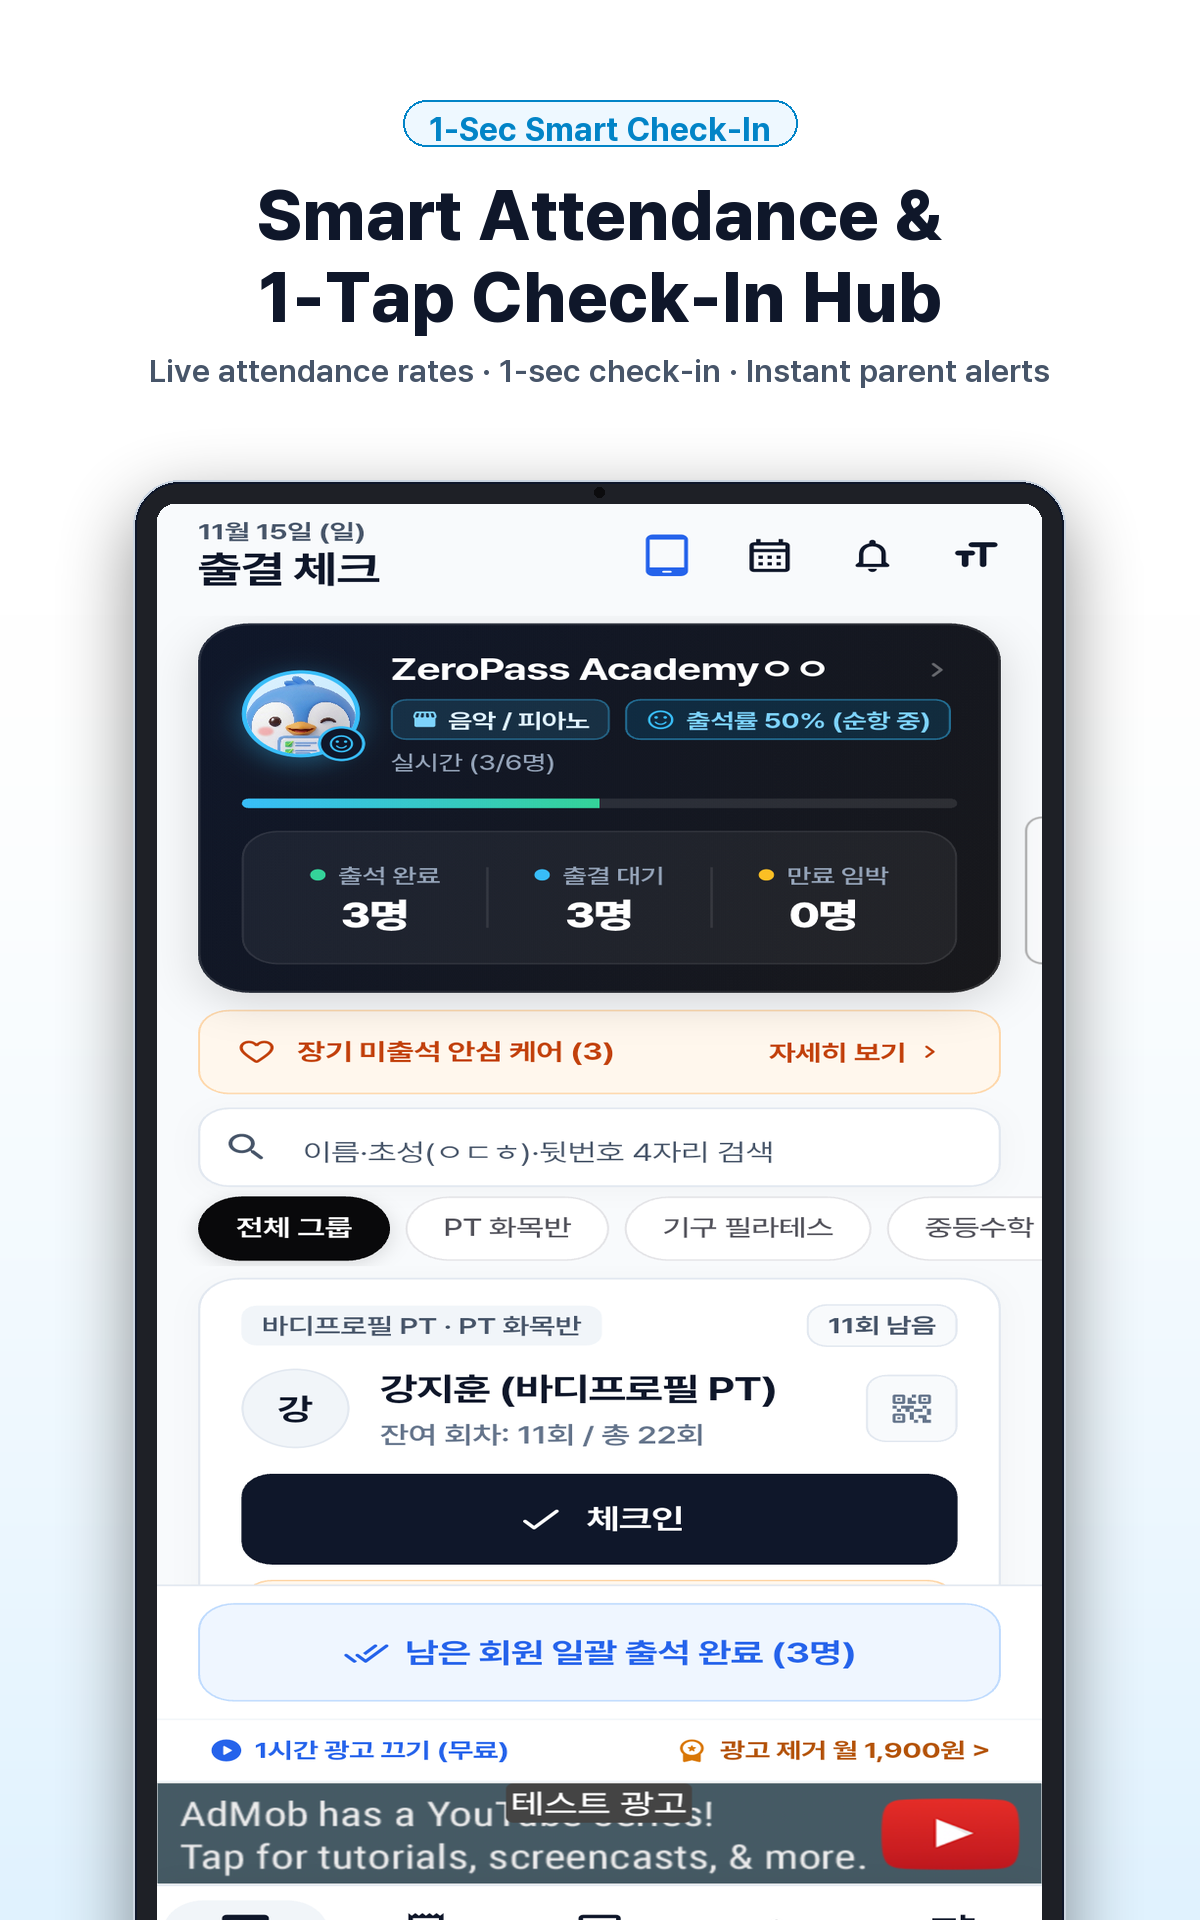 1-Sec Smart Check-In
Smart Attendance &
1-Tap Check-In Hub
Live attendance rates · 1-sec check-in · Instant parent alerts
11월 15일 (일)
출결 체크
ZeroPass Academyㅇㅇ
음악 / 피아노
출석률 50% (순항 중)
실시간 (3/6명)
출석 완료
출결 대기
만료 임박
3명
3명
0명
장기 미출석 안심 케어 (3)
자세히 보기 >
이름·초성(ㅇㄷㅎ)·뒷번호 4자리 검색
전체 그룹
PT 화목반
기구 필라테스
중등수학
바디프로필 PT · PT 화목반
11회 남음
강
강지훈 (바디프로필 PT)
잔여 회차: 11회 / 총 22회
체크인
남은 회원 일괄 출석 완료 (3명)
1시간 광고 끄기 (무료)
광고 제거 월 1,900원 >
테스트 광고
AdMob has a YouTube series!
Tap for tutorials, screencasts, & more.